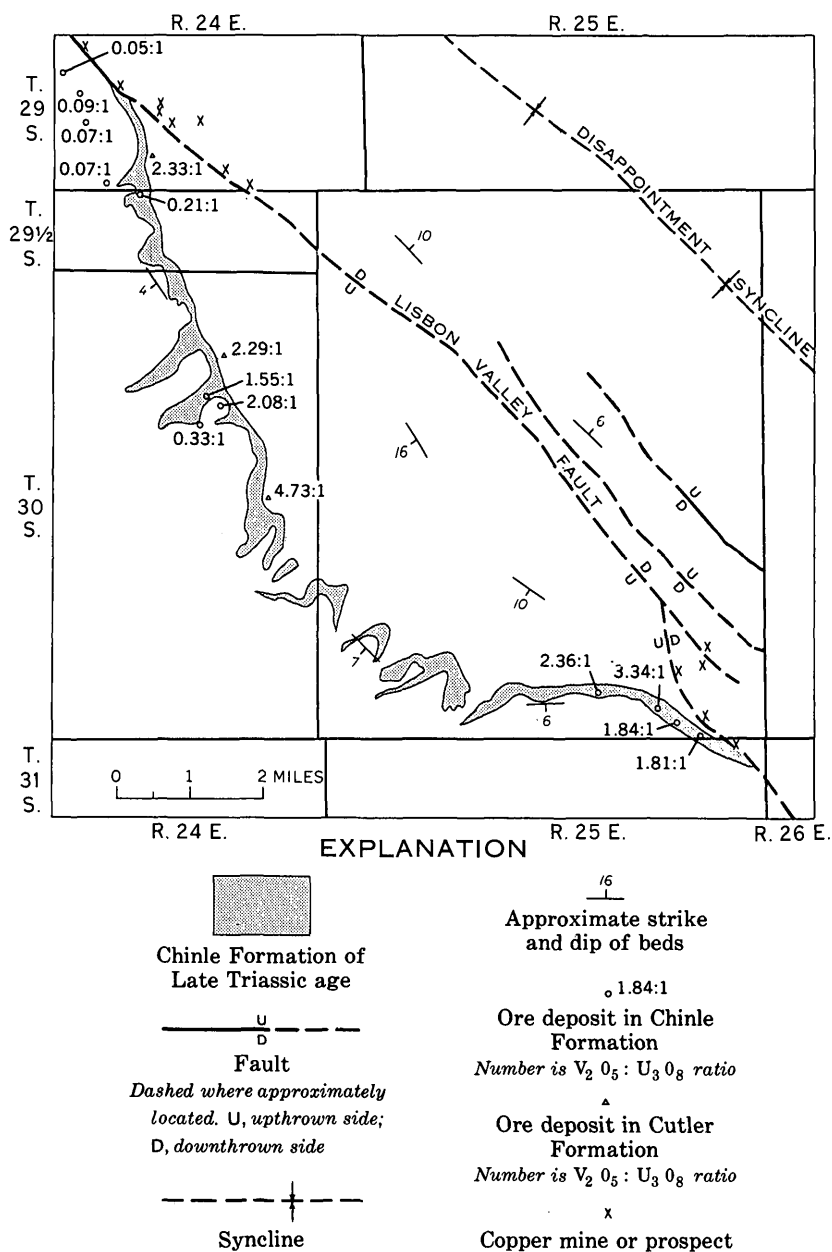 R. 24 E.
R. 25 E.
T.
29
S.
0.05:1
0.09:1
0.07:1
0.07:1
2.33:1
0.21:1
T.
29½
S.
DISAPPOINTMENT SYNCLINE
10
D
U
LISBON VALLEY FAULT
4
2.29:1
1.55:1
2.08:1
0.33:1
16
6
U
D
T.
30
S.
4.73:1
U
D
D
U
10
U D
7
2.36:1
3.34:1
6
1.84:1
1.81:1
T.
31
S.
0 1 2 MILES
R. 24 E.
R. 25 E.
R. 26 E.
EXPLANATION
Chinle Formation of
Late Triassic age
U
D
Fault
Dashed where approximately
located. U, upthrown side;
D, downthrown side
Syncline
16
Approximate strike
and dip of beds
1.84:1
Ore deposit in Chinle
Formation
Number is V₂ O₅ : U₃ O₈ ratio
Ore deposit in Cutler
Formation
Number is V₂ O₅ : U₃ O₈ ratio
x
Copper mine or prospect